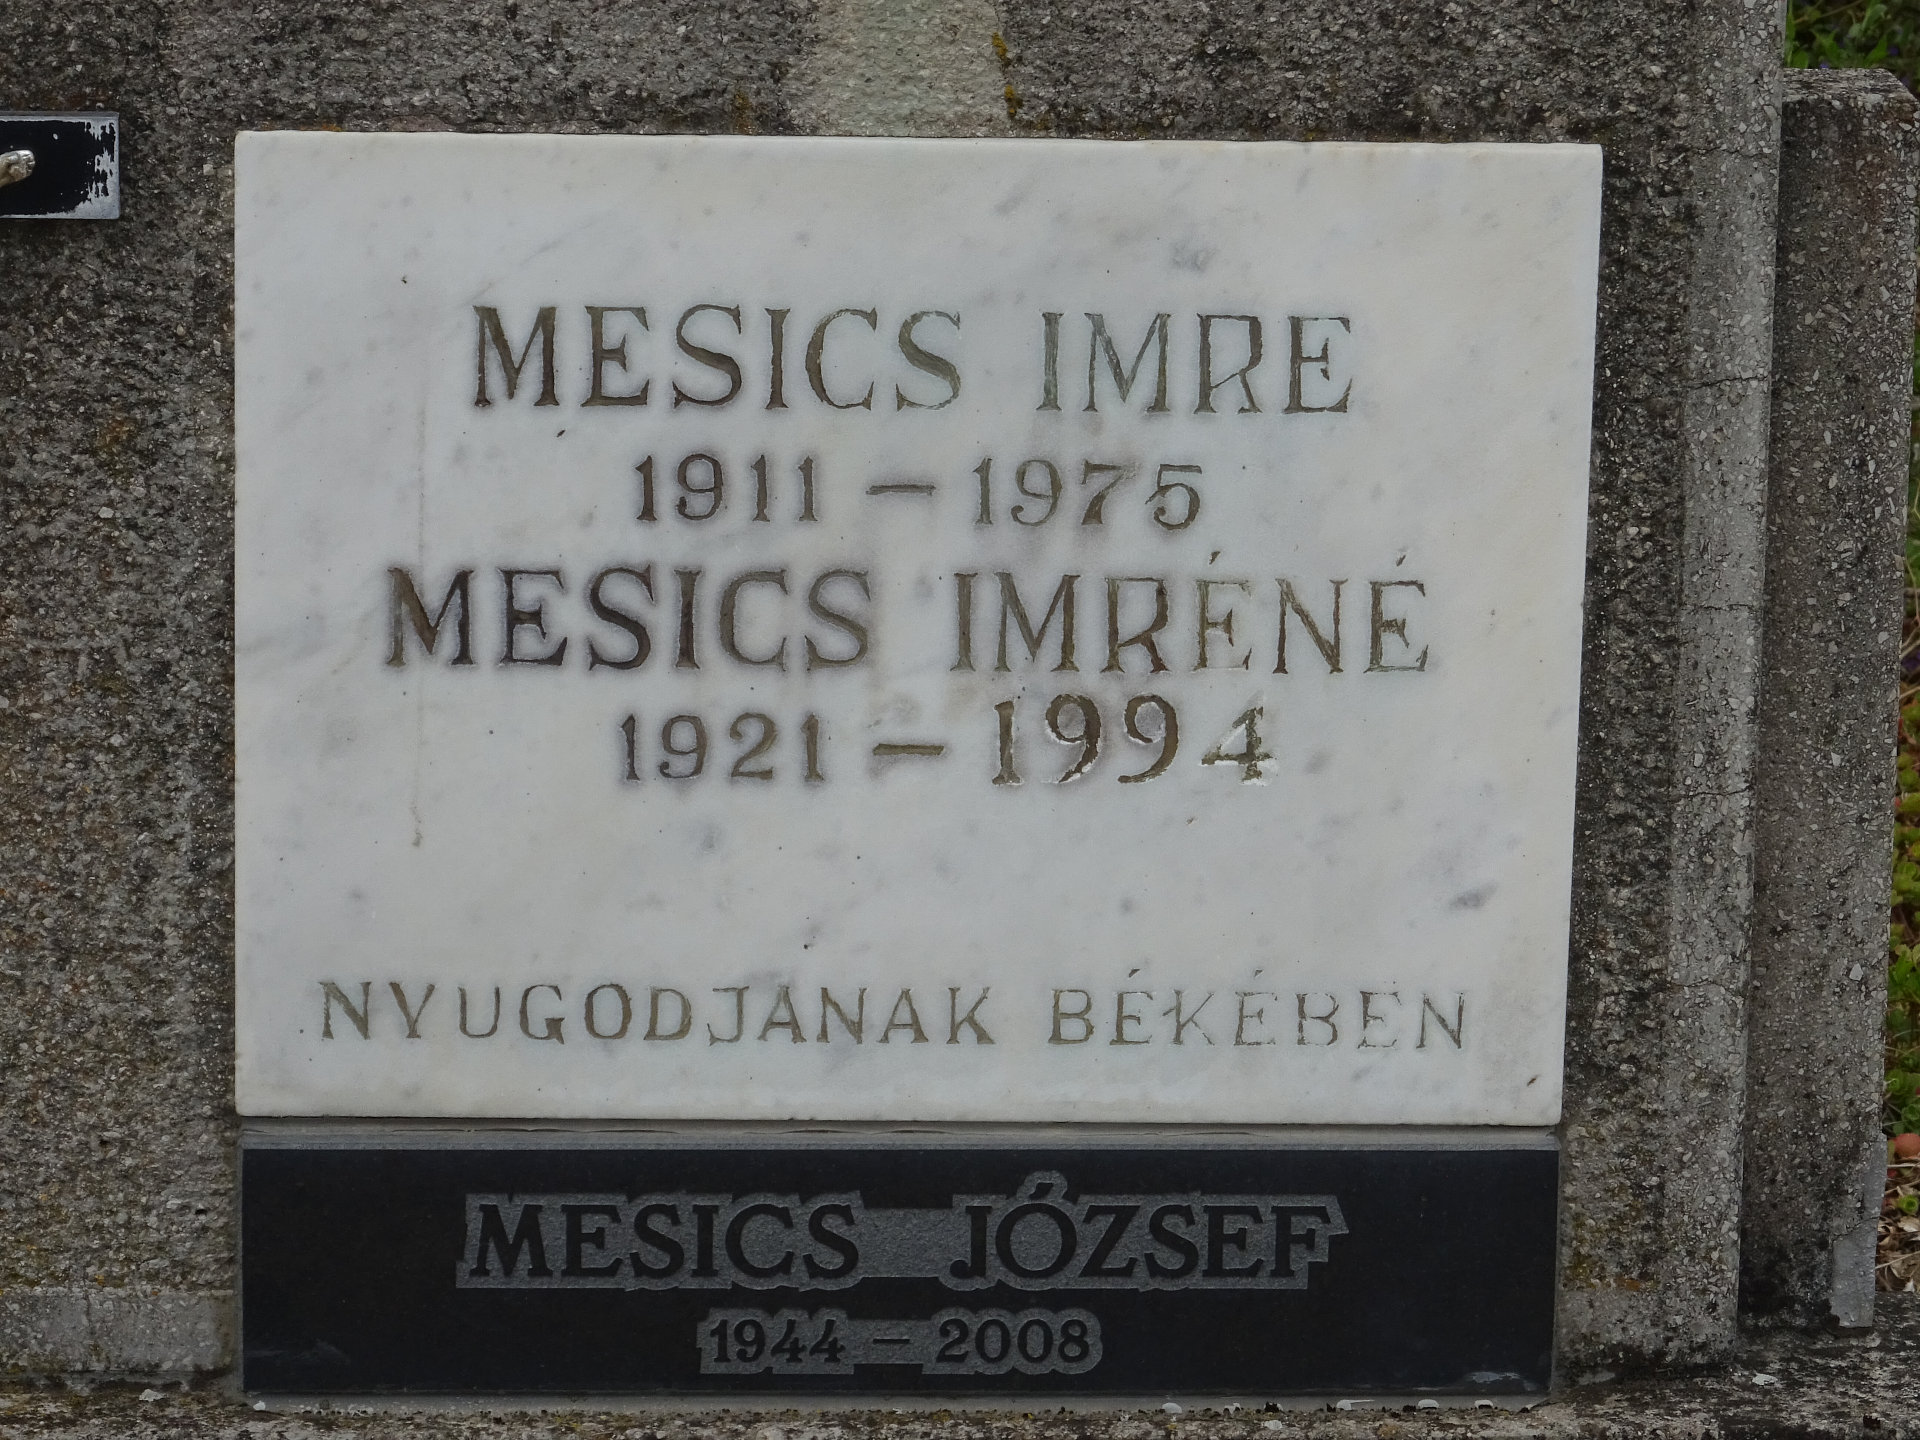 MESICS IMRE
1911 – 1975
MESICS IMRÉNÉ
1921 – 1994
NYUGODJANAK BÉKÉBEN
MESICS JÓZSEF
1944 – 2008